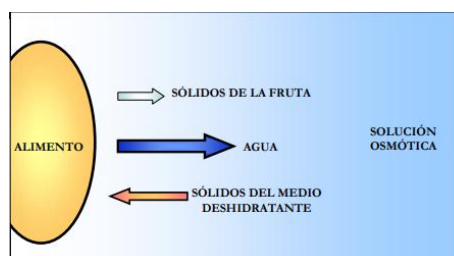 SÓLIDOS DE LA FRUTA
ALIMENTO
AGUA
SOLUCIÓN
OSMÓTICA
SÓLIDOS DEL MEDIO
DESHIDRATANTE